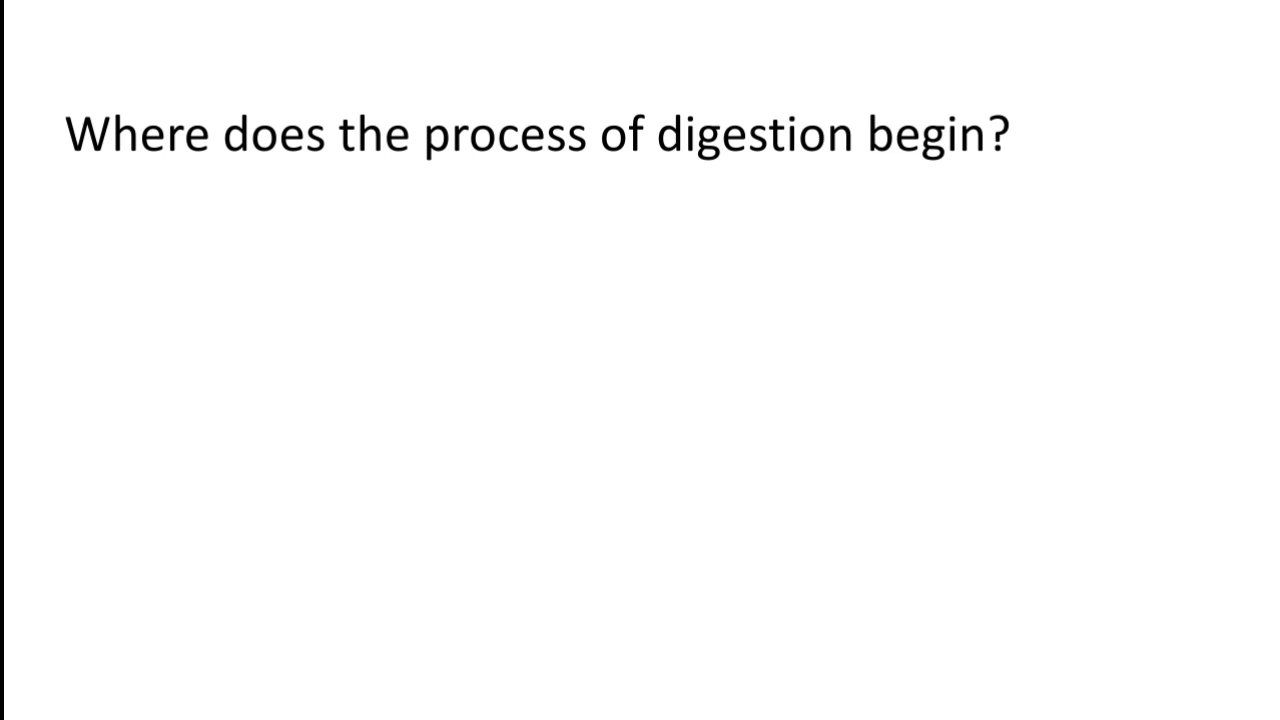 Where does the process of digestion begin?